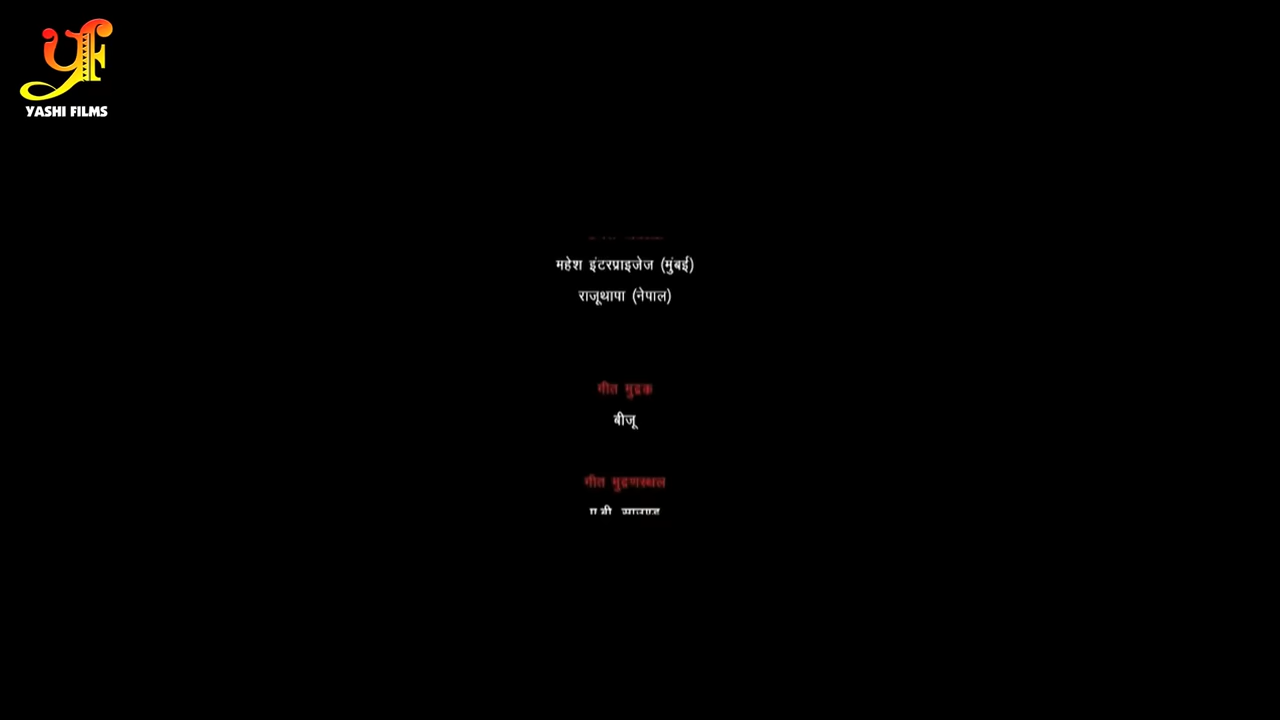 YASHI FILMS
महेश इंटरप्राइजेज (मुंबई)
राजूथापा (नेपाल)
गीत मुद्रक
बीजू
गीत मुद्रणस्थल